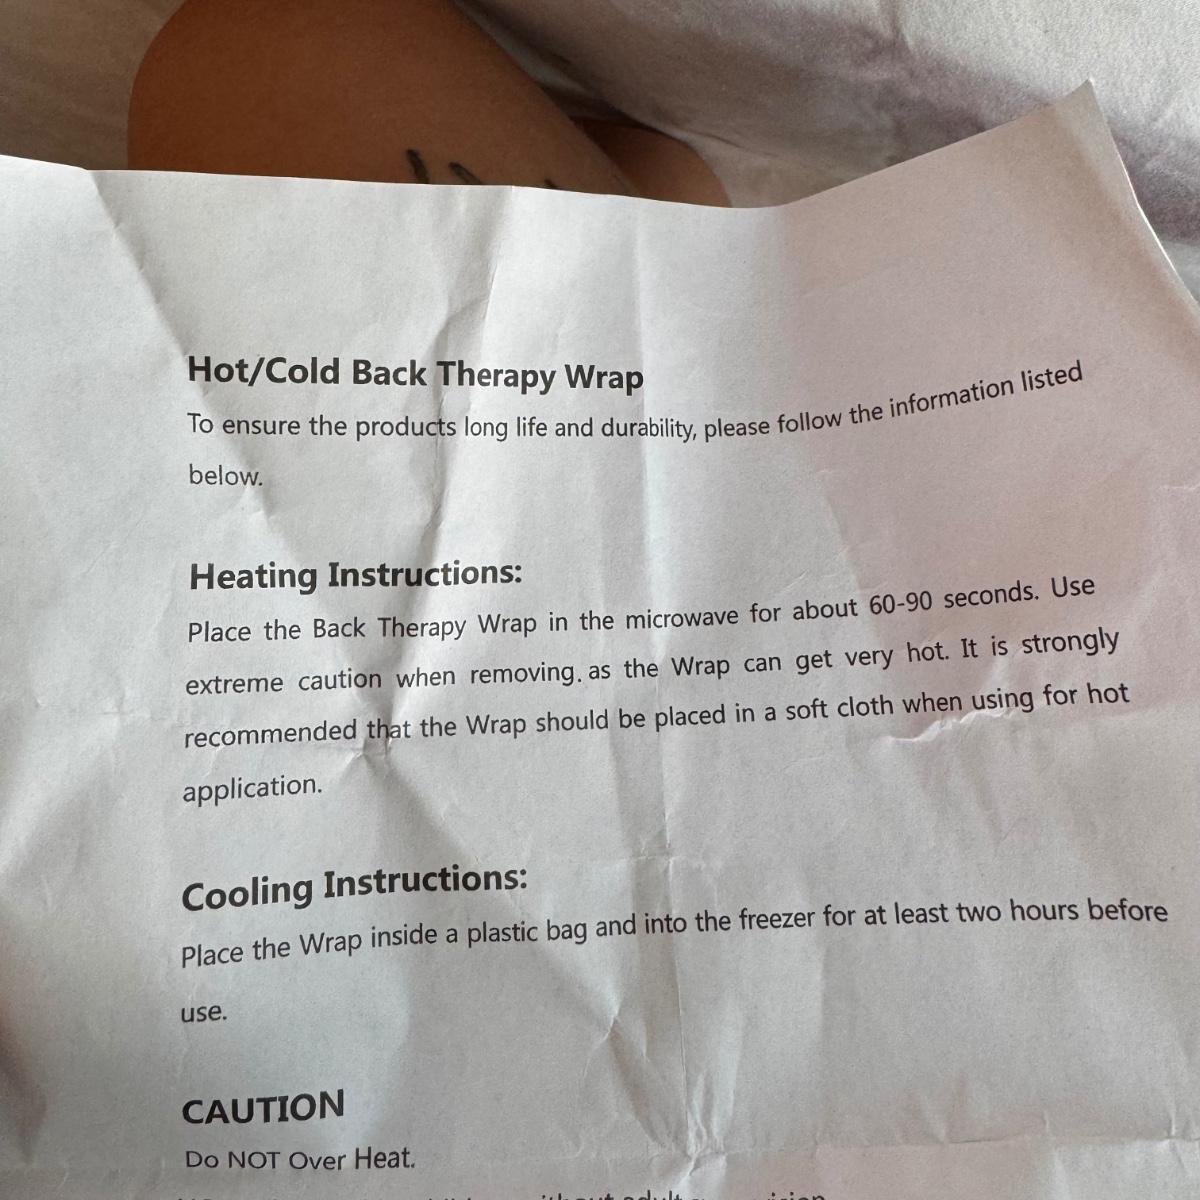 Hot/Cold Back Therapy Wrap
To ensure the products long life and durability, please follow the information listed
below.
Heating Instructions:
Place the Back Therapy Wrap in the microwave for about 60-90 seconds. Use
extreme caution when removing. as the Wrap can get very hot. It is strongly
recommended that the Wrap should be placed in a soft cloth when using for hot
application.
Cooling Instructions:
Place the Wrap inside a plastic bag and into the freezer for at least two hours before
use.
CAUTION
Do NOT Over Heat.